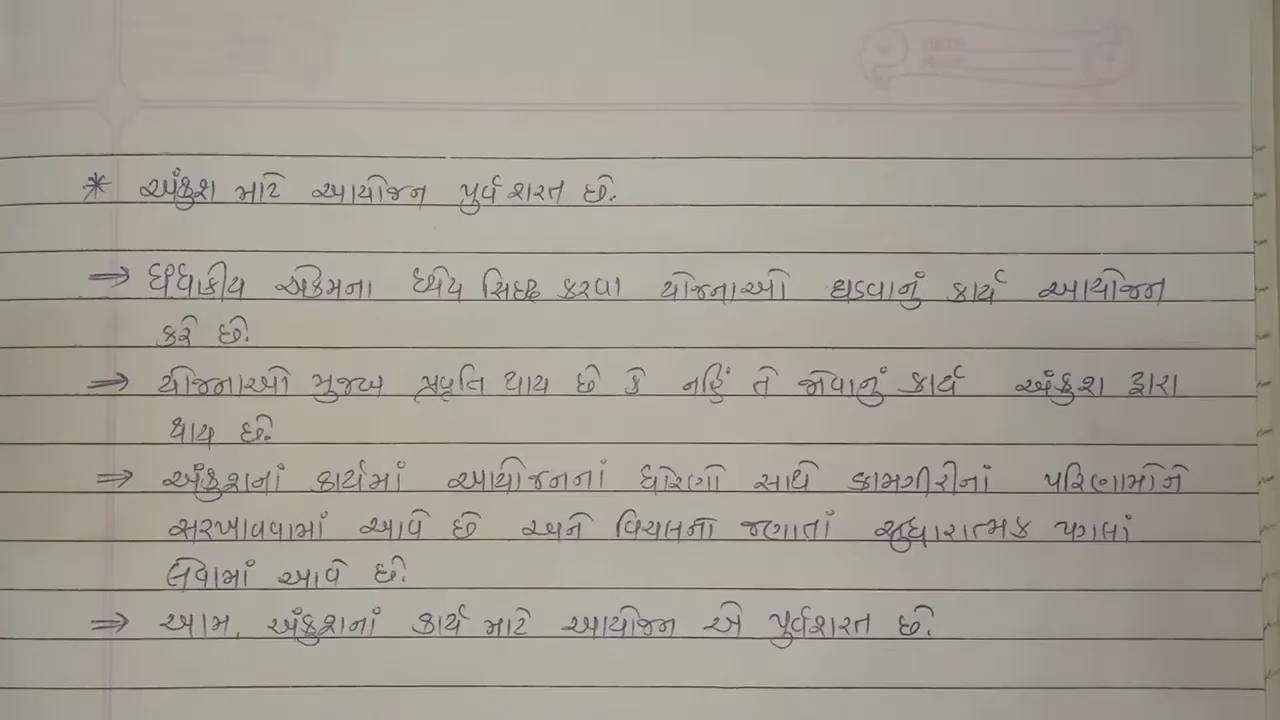 * અંકુશ માટે આયોજન પુર્વ શરત છે.
⇒ ધંધાકીય એકમના ધ્યેય સિધ્ધ કરવા યોજનાઓ ઘડવાનું કાર્ય આયોજન
કરે છે.
⇒ યોજનાઓ મુજબ પ્રવૃતિ થાય છે કે નહિં તે જોવાનું કાર્ય અંકુશ દ્વારા
થાય છે.
⇒ અંકુશનાં કાર્યમાં આયોજનનાં ધોરણો સાથે કામગીરીનાં પરિણામોને
સરખાવવામાં આવે છે અને વિચલનો જણાતાં સુધારાત્મક પગલાં
લેવામાં આવે છે.
⇒ આમ, અંકુશનાં કાર્ય માટે આયોજન એ પુર્વશરત છે.